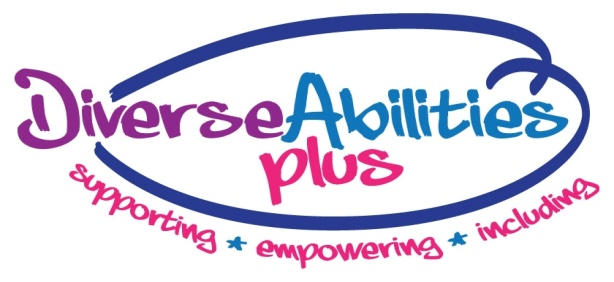 DiverseAbilities
plus
supporting * empowering * including